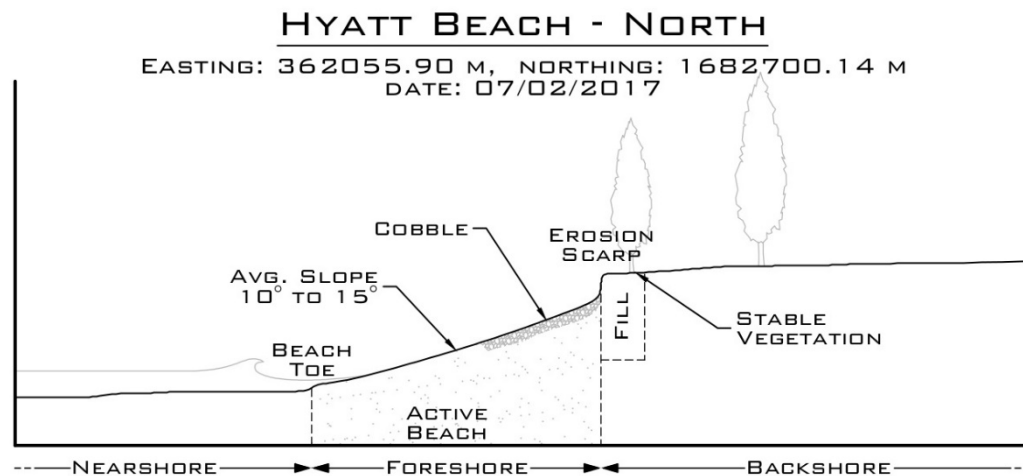 HYATT BEACH - NORTH
EASTING: 362055.90 M, NORTHING: 1682700.14 M
DATE: 07/02/2017
COBBLE
EROSION
SCARP
AVG. SLOPE
10° TO 15°
FILL
STABLE
VEGETATION
BEACH
TOE
ACTIVE
BEACH
NEARSHORE
FORESHORE
BACKSHORE